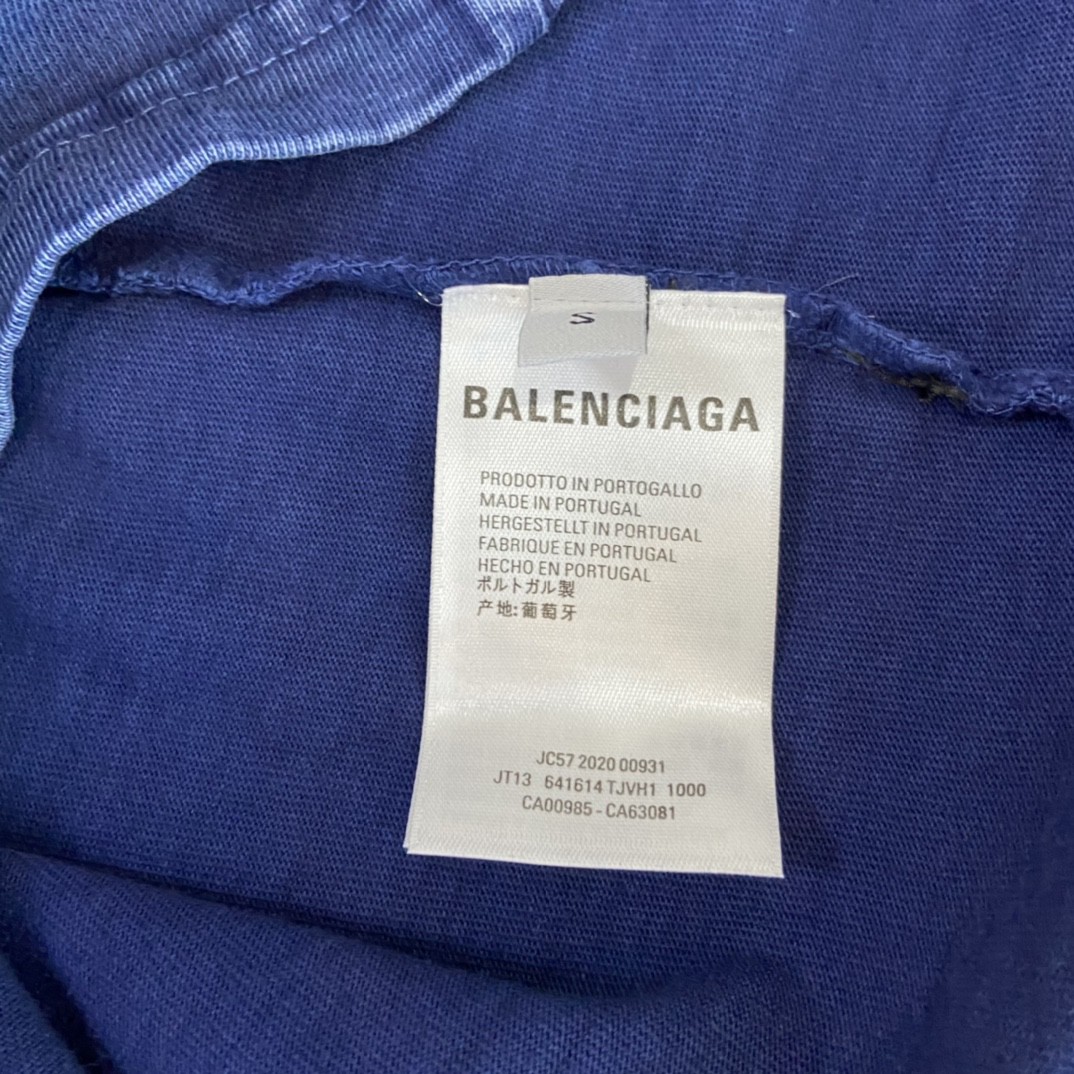 S
BALENCIAGA
PRODOTTO IN PORTOGALLO
MADE IN PORTUGAL
HERGESTELLT IN PORTUGAL
FABRIQUE EN PORTUGAL
HECHO EN PORTUGAL
ポルトガル製
产地:葡萄牙
JC57 2020 00931
JT13 641614 TJVH1 1000
CA00985 - CA63081